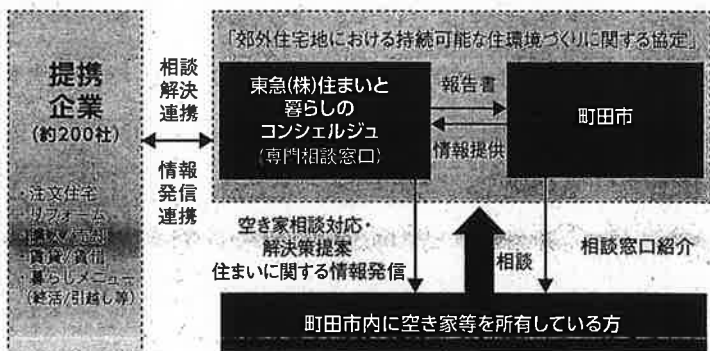 「郊外住宅地における持続可能な住環境づくりに関する協定」
提携
企業
(約200社)
・注文住宅
・リフォーム
・購入/売却
・賃貸/賃借
・暮らしメニュー
(終活/引越し等)
相談
解決
連携
情報
発信
連携
東急(株)住まいと
暮らしの
コンシェルジュ
(専門相談窓口)
報告書
情報提供
町田市
空き家相談対応・
解決策提案
住まいに関する情報発信
相談
相談窓口紹介
町田市内に空き家等を所有している方